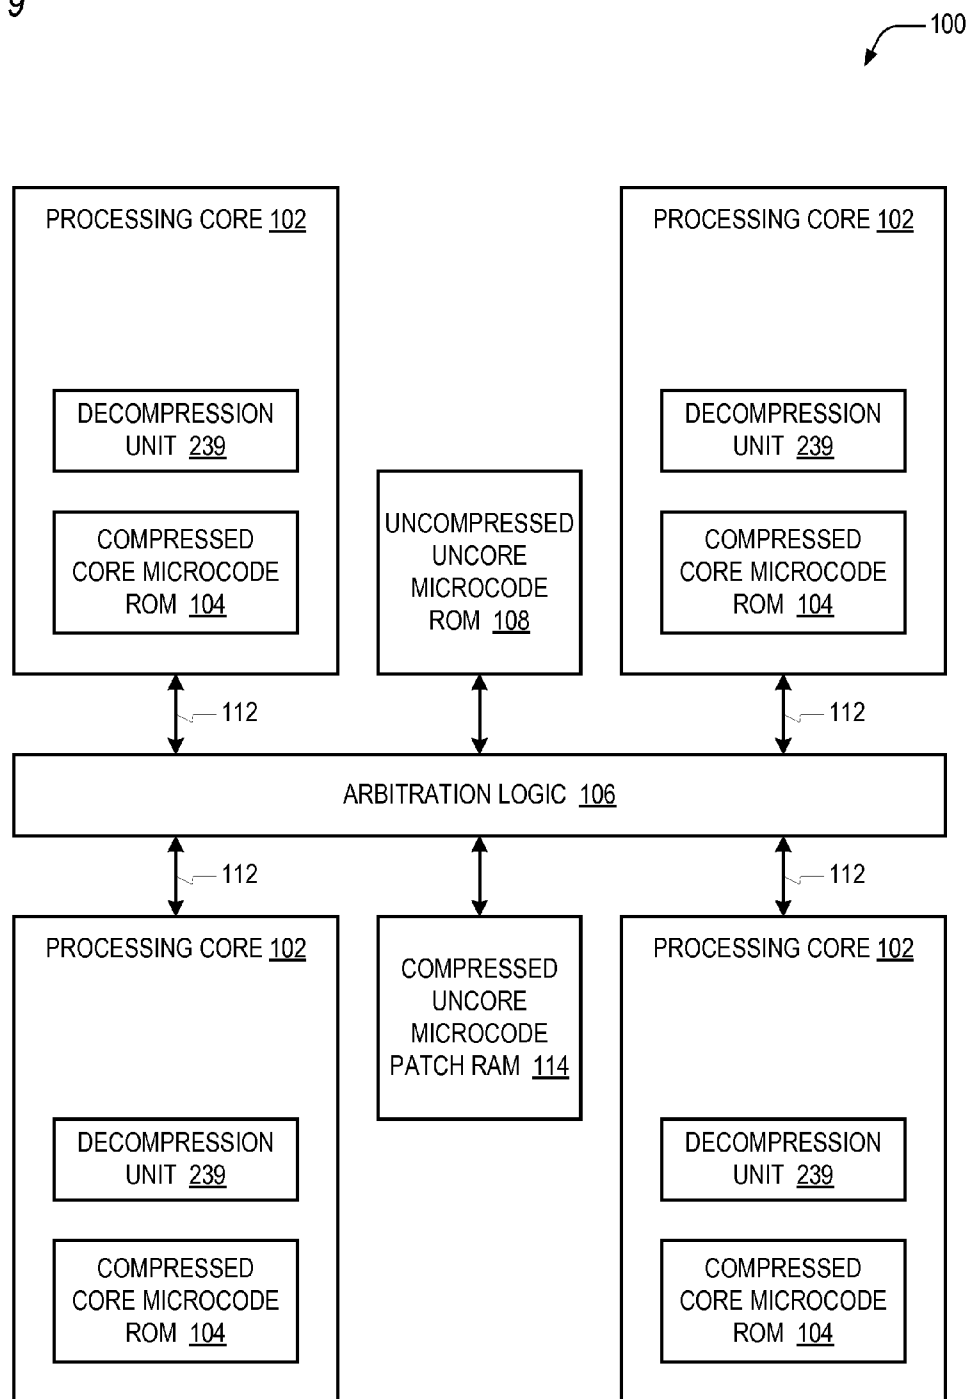 9
100
PROCESSING CORE 102
DECOMPRESSION
UNIT 239
COMPRESSED
CORE MICROCODE
ROM 104
UNCOMPRESSED
UNCORE
MICROCODE
ROM 108
PROCESSING CORE 102
DECOMPRESSION
UNIT 239
COMPRESSED
CORE MICROCODE
ROM 104
112
112
ARBITRATION LOGIC 106
112
112
PROCESSING CORE 102
DECOMPRESSION
UNIT 239
COMPRESSED
CORE MICROCODE
ROM 104
COMPRESSED
UNCORE
MICROCODE
PATCH RAM 114
PROCESSING CORE 102
DECOMPRESSION
UNIT 239
COMPRESSED
CORE MICROCODE
ROM 104